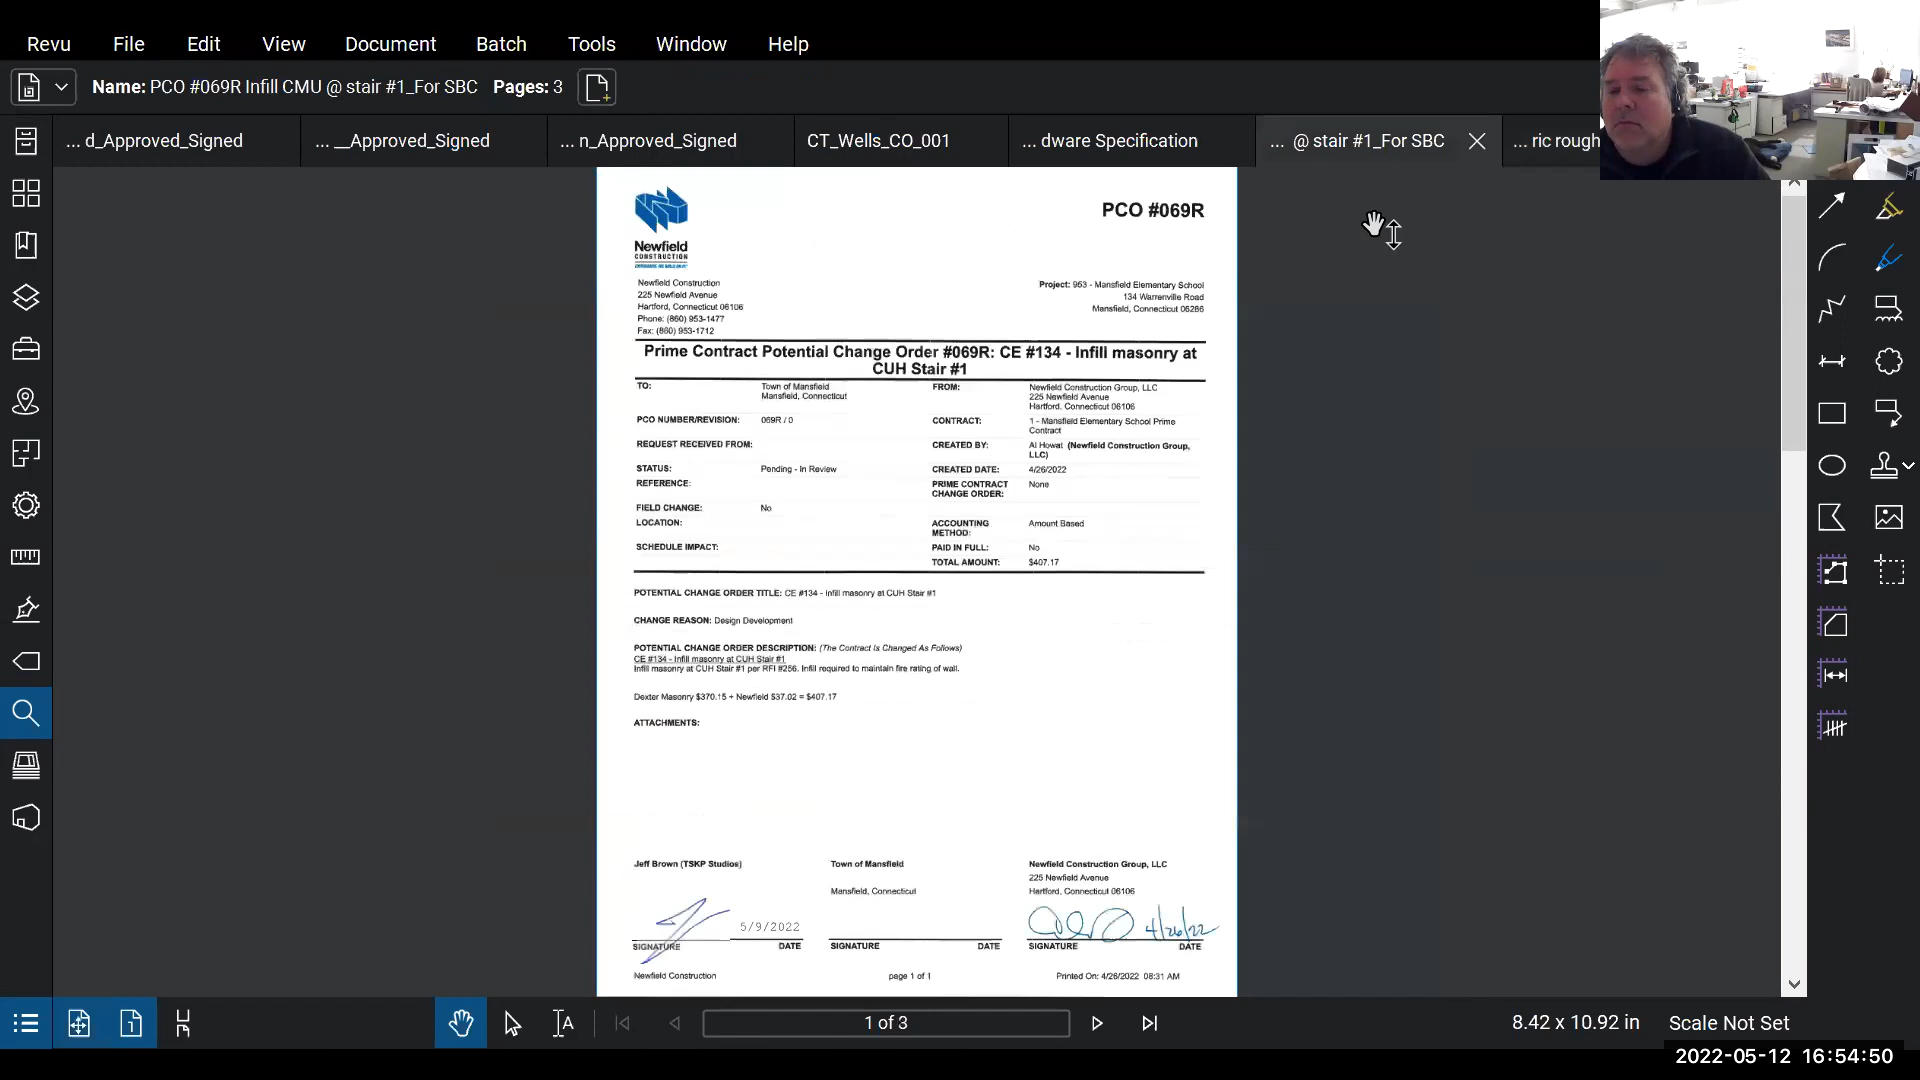 Revu File Edit View Document Batch Tools Window Help
Name: PCO #069R Infill CMU @ stair #1_For SBC Pages: 3
... d_Approved_Signed ... __Approved_Signed ... n_Approved_Signed CT_Wells_CO_001 ... dware Specification ... @ stair #1_For SBC ... ric rough
PCO #069R
Newfield
CONSTRUCTION
Newfield Construction
225 Newfield Avenue
Hartford, Connecticut 06106
Phone: (860) 953-1477
Fax: (860) 953-1712
Project: 953 - Mansfield Elementary School
134 Warrenville Road
Mansfield, Connecticut 06286
Prime Contract Potential Change Order #069R: CE #134 - Infill masonry at
CUH Stair #1
TO: Town of Mansfield
Mansfield, Connecticut
FROM: Newfield Construction Group, LLC
225 Newfield Avenue
Hartford, Connecticut 06106
PCO NUMBER/REVISION: 069R / 0
CONTRACT: 1 - Mansfield Elementary School Prime
Contract
REQUEST RECEIVED FROM:
CREATED BY: Al Howat (Newfield Construction Group,
LLC)
STATUS: Pending - In Review
CREATED DATE: 4/26/2022
REFERENCE:
PRIME CONTRACT
CHANGE ORDER: None
FIELD CHANGE: No
LOCATION:
ACCOUNTING
METHOD: Amount Based
SCHEDULE IMPACT:
PAID IN FULL: No
TOTAL AMOUNT: $407.17
POTENTIAL CHANGE ORDER TITLE: CE #134 - Infill masonry at CUH Stair #1
CHANGE REASON: Design Development
POTENTIAL CHANGE ORDER DESCRIPTION: (The Contract Is Changed As Follows)
CE #134 - Infill masonry at CUH Stair #1
Infill masonry at CUH Stair #1 per RFI #256. Infill required to maintain fire rating of wall.
Dexter Masonry $370.15 + Newfield $37.02 = $407.17
ATTACHMENTS:
Jeff Brown (TSKP Studios)
Town of Mansfield
Mansfield, Connecticut
Newfield Construction Group, LLC
225 Newfield Avenue
Hartford, Connecticut 06106
5/9/2022
4/26/22
SIGNATURE DATE SIGNATURE DATE SIGNATURE DATE
Newfield Construction page 1 of 1 Printed On: 4/26/2022 08:31 AM
1 of 3
8.42 x 10.92 in Scale Not Set
2022-05-12 16:54:50